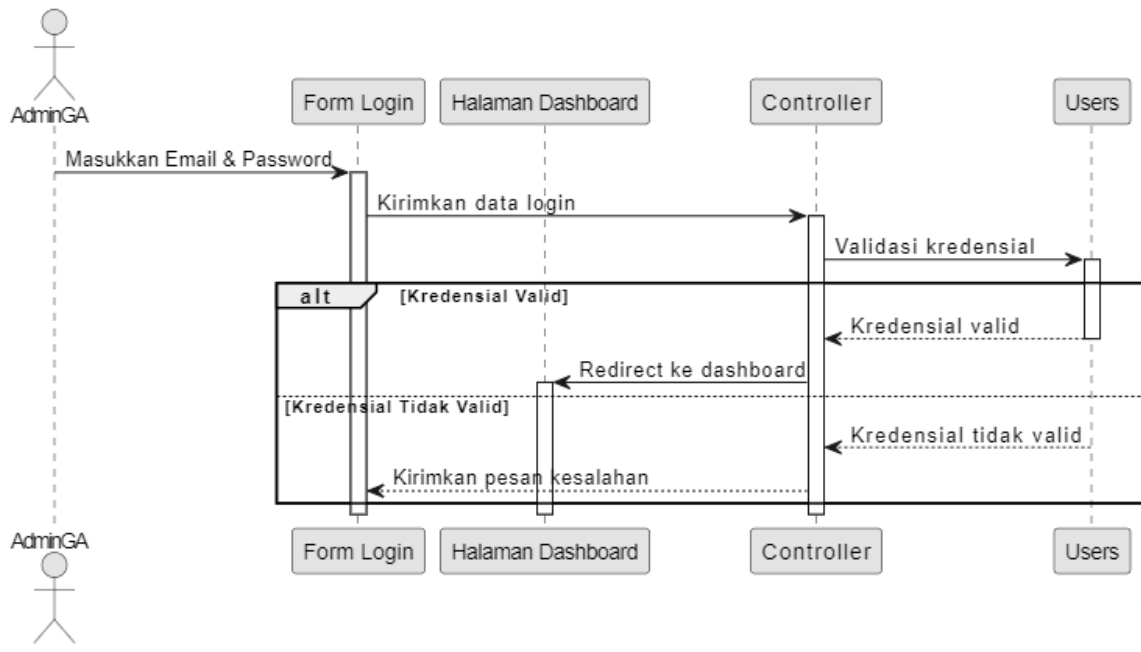 AdminGA
Form Login
Halaman Dashboard
Controller
Users
Masukkan Email & Password
Kirimkan data login
Validasi kredensial
alt
[Kredensial Valid]
Kredensial valid
Redirect ke dashboard
[Kredensial Tidak Valid]
Kredensial tidak valid
Kirimkan pesan kesalahan
AdminGA
Form Login
Halaman Dashboard
Controller
Users